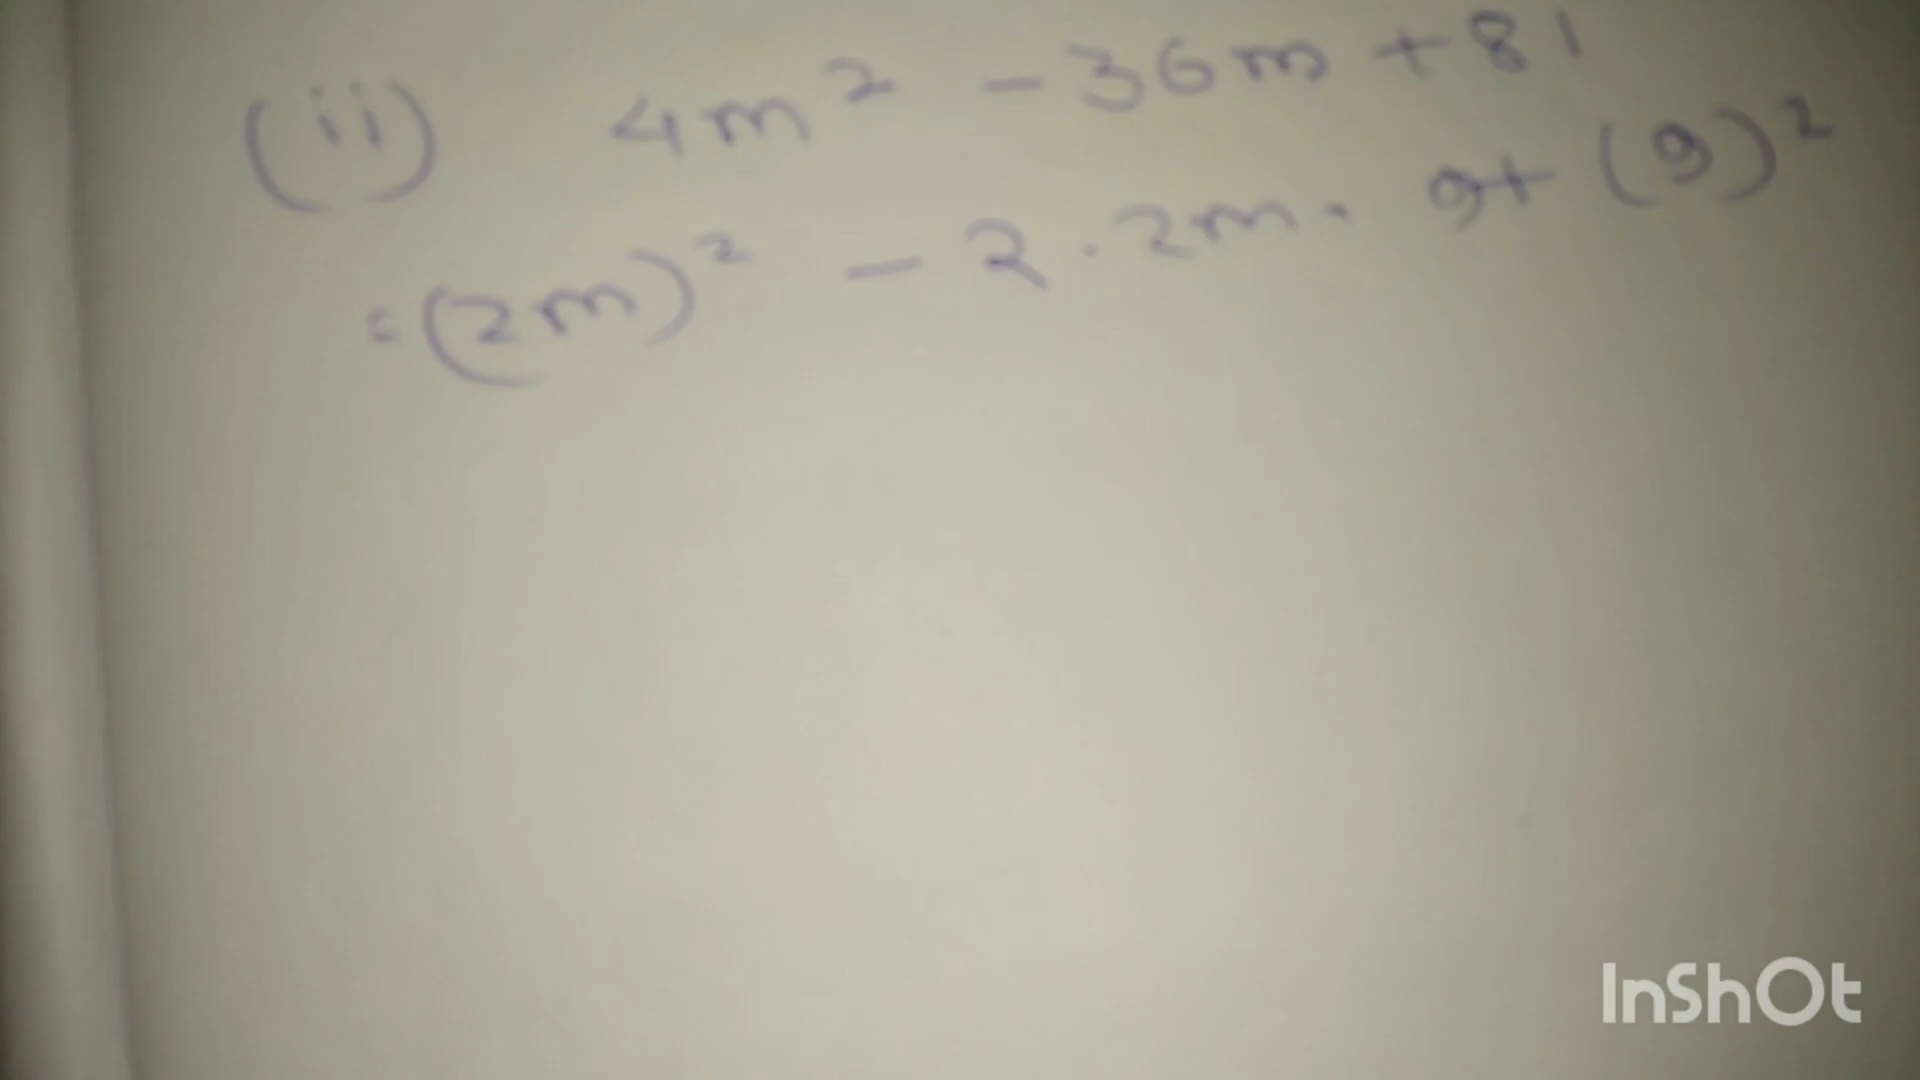 (ii) 4m² - 36m + 81
= (2m)² - 2 . 2m . 9 + (9)²
InShOt